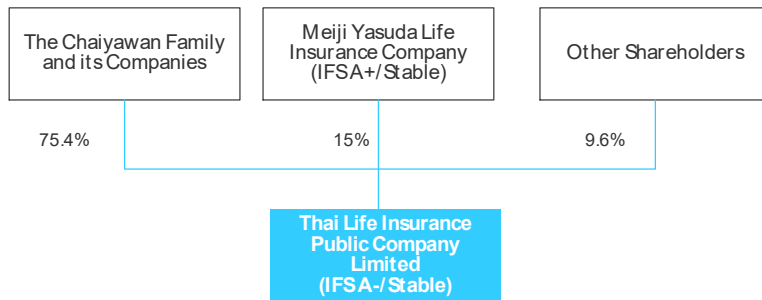 The Chaiyawan Family
and its Companies
Meiji Yasuda Life
Insurance Company
(IFSA+/Stable)
Other Shareholders
75.4%
15%
9.6%
Thai Life Insurance
Public Company
Limited
(IFSA-/Stable)